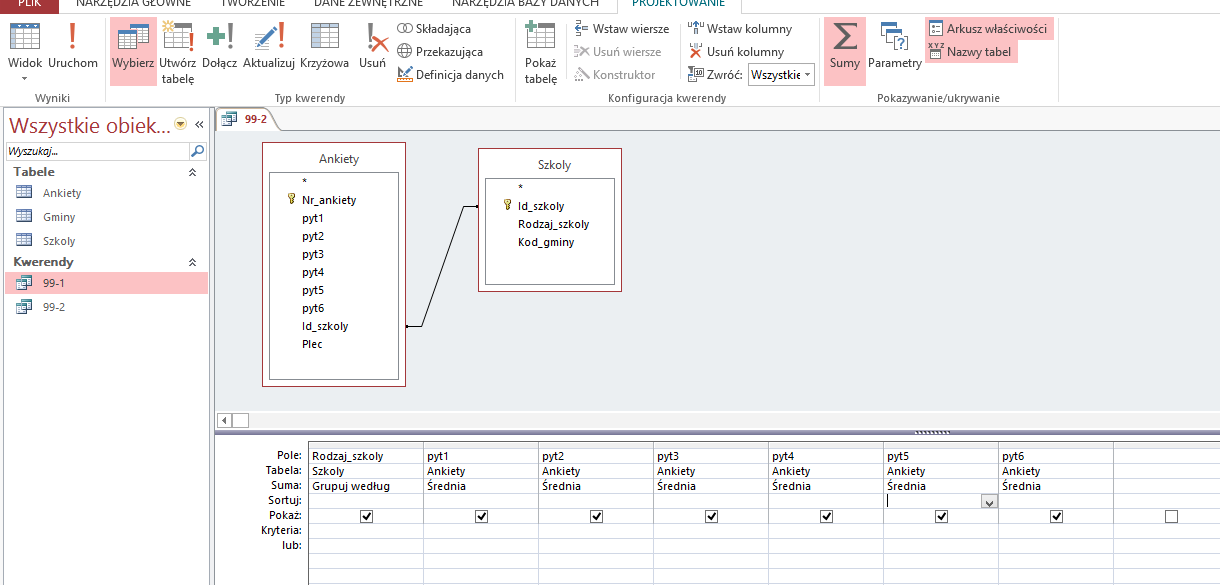 PLIK NARZĘDZIA GŁÓWNE TWORZENIE DANE ZEWNĘTRZNE NARZĘDZIA BAZY DANYCH PROJEKTOWANIE
Widok
Uruchom
Wyniki
Wybierz
Utwórz tabelę
Dołącz
Aktualizuj
Krzyżowa
Usuń
Składająca
Przekazująca
Definicja danych
Typ kwerendy
Pokaż tabelę
Wstaw wiersze
Usuń wiersze
Konstruktor
Wstaw kolumny
Usuń kolumny
Zwróć: Wszystkie
Konfiguracja kwerendy
Sumy
Parametry
Arkusz właściwości
XYZ Nazwy tabel
Pokazywanie/ukrywanie
Wszystkie obiek... «
Wyszukaj...
Tabele
Ankiety
Gminy
Szkoly
Kwerendy
99-1
99-2
99-2
Ankiety
*
Nr_ankiety
pyt1
pyt2
pyt3
pyt4
pyt5
pyt6
Id_szkoly
Plec
Szkoly
*
Id_szkoly
Rodzaj_szkoly
Kod_gminy
Pole: Rodzaj_szkoly pyt1 pyt2 pyt3 pyt4 pyt5 pyt6
Tabela: Szkoly Ankiety Ankiety Ankiety Ankiety Ankiety Ankiety
Suma: Grupuj według Średnia Średnia Średnia Średnia Średnia Średnia
Sortuj:
Pokaż:
Kryteria:
lub: